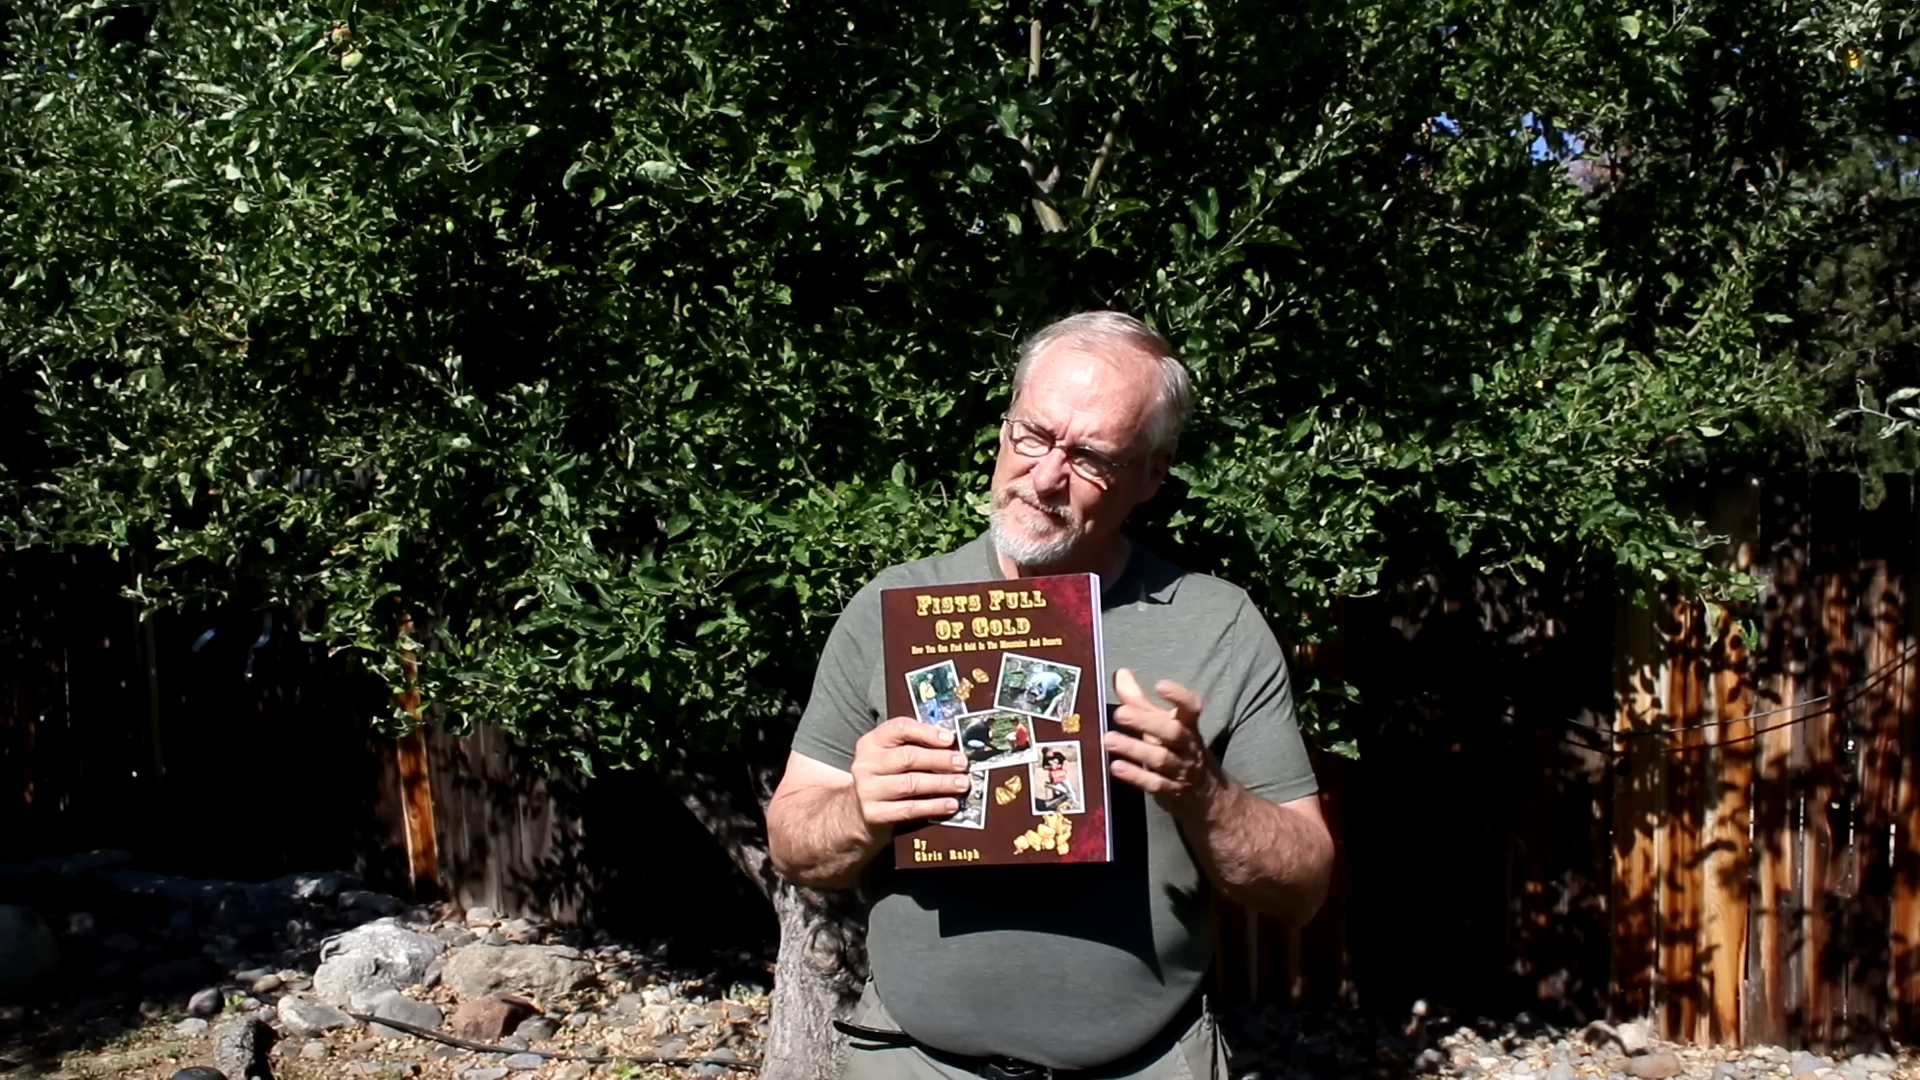 Fists Full
Of Gold
How You Can Find Gold In The Mountains And Deserts
By
Chris Ralph